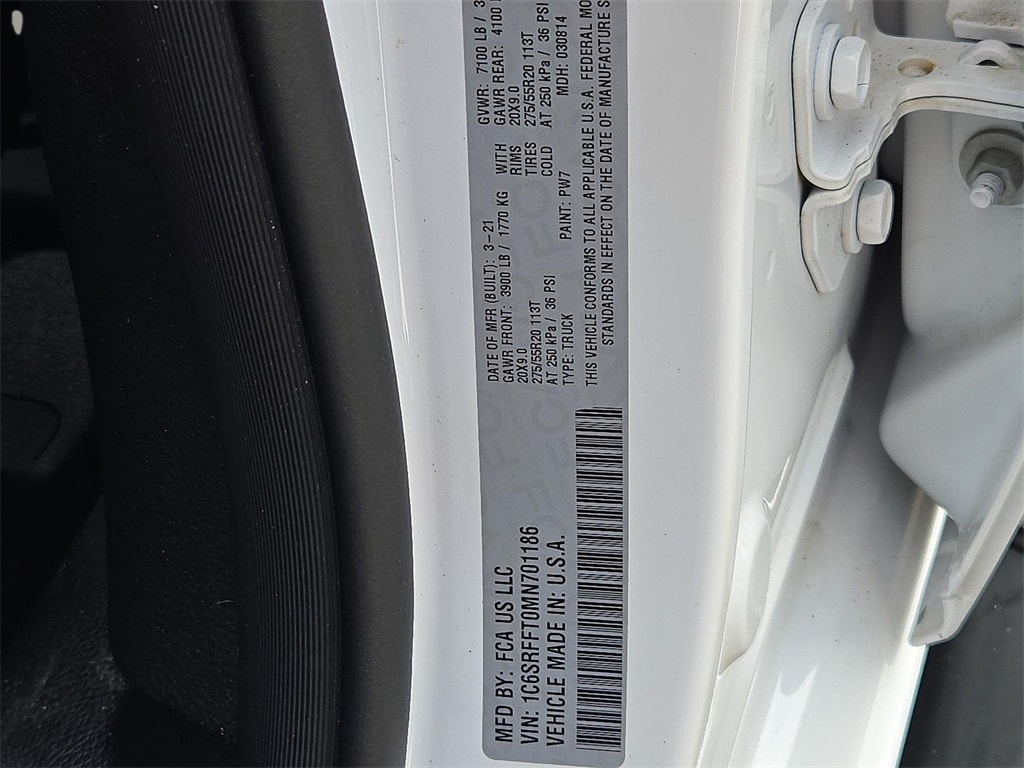 MFD BY: FCA US LLC
VIN: 1C6SRFFT0MN701186
VEHICLE MADE IN: U.S.A.
DATE OF MFR (BUILT): 3-21 GVWR: 7100 LB / 3
GAWR FRONT: 3900 LB / 1770 KG WITH GAWR REAR: 4100
20X9.0 RIMS 20X9.0
275/55R20 113T TIRES 275/55R20 113T
AT 250 kPa / 36 PSI COLD AT 250 kPa / 36 PSI
TYPE: TRUCK PAINT: PW7 MDH: 030814
THIS VEHICLE CONFORMS TO ALL APPLICABLE U.S.A. FEDERAL MO
STANDARDS IN EFFECT ON THE DATE OF MANUFACTURE S